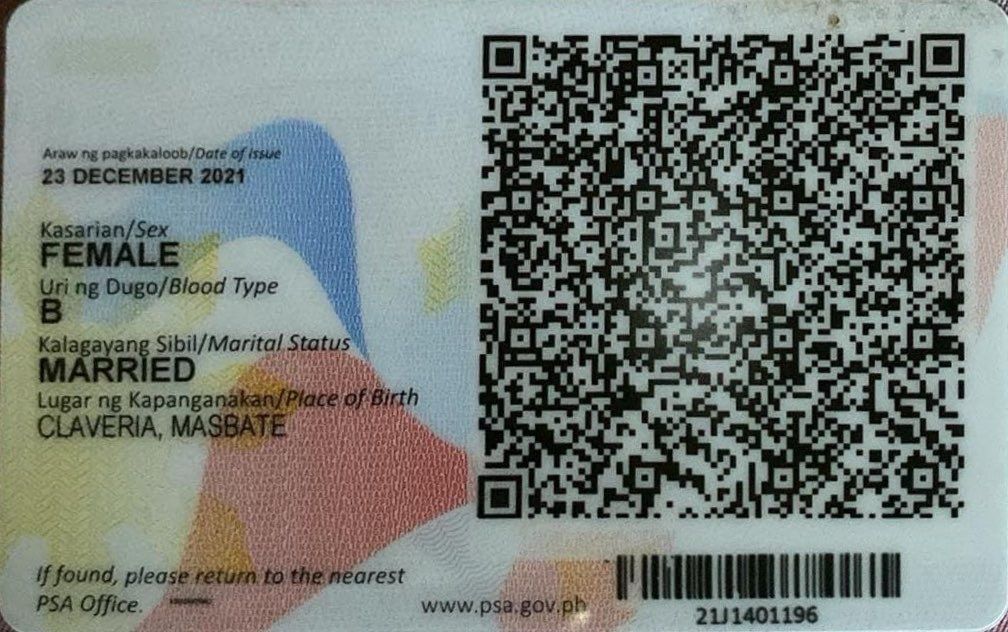 Araw ng pagkakaloob/Date of issue
23 DECEMBER 2021
Kasarian/Sex
FEMALE
Uri ng Dugo/Blood Type
B
Kalagayang Sibil/Marital Status
MARRIED
Lugar ng Kapanganakan/Place of Birth
CLAVERIA, MASBATE
If found, please return to the nearest
PSA Office.
www.psa.gov.ph
21J1401196